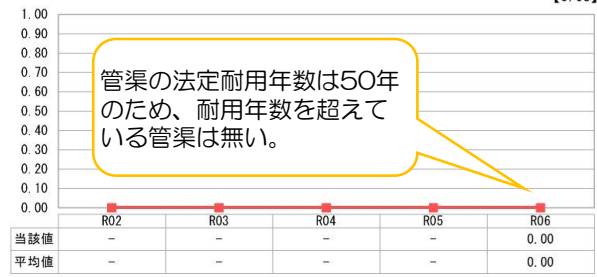 1.00
0.90
0.80
0.70
0.60
0.50
0.40
0.30
0.20
0.10
0.00
管渠の法定耐用年数は50年
のため、耐用年数を超えて
いる管渠は無い。
R02 R03 R04 R05 R06
当該値 - - - - 0.00
平均値 - - - - 0.00